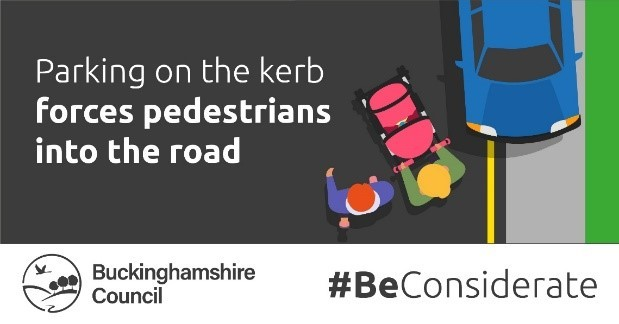 Parking on the kerb
forces pedestrians
into the road
Buckinghamshire
Council
#BeConsiderate